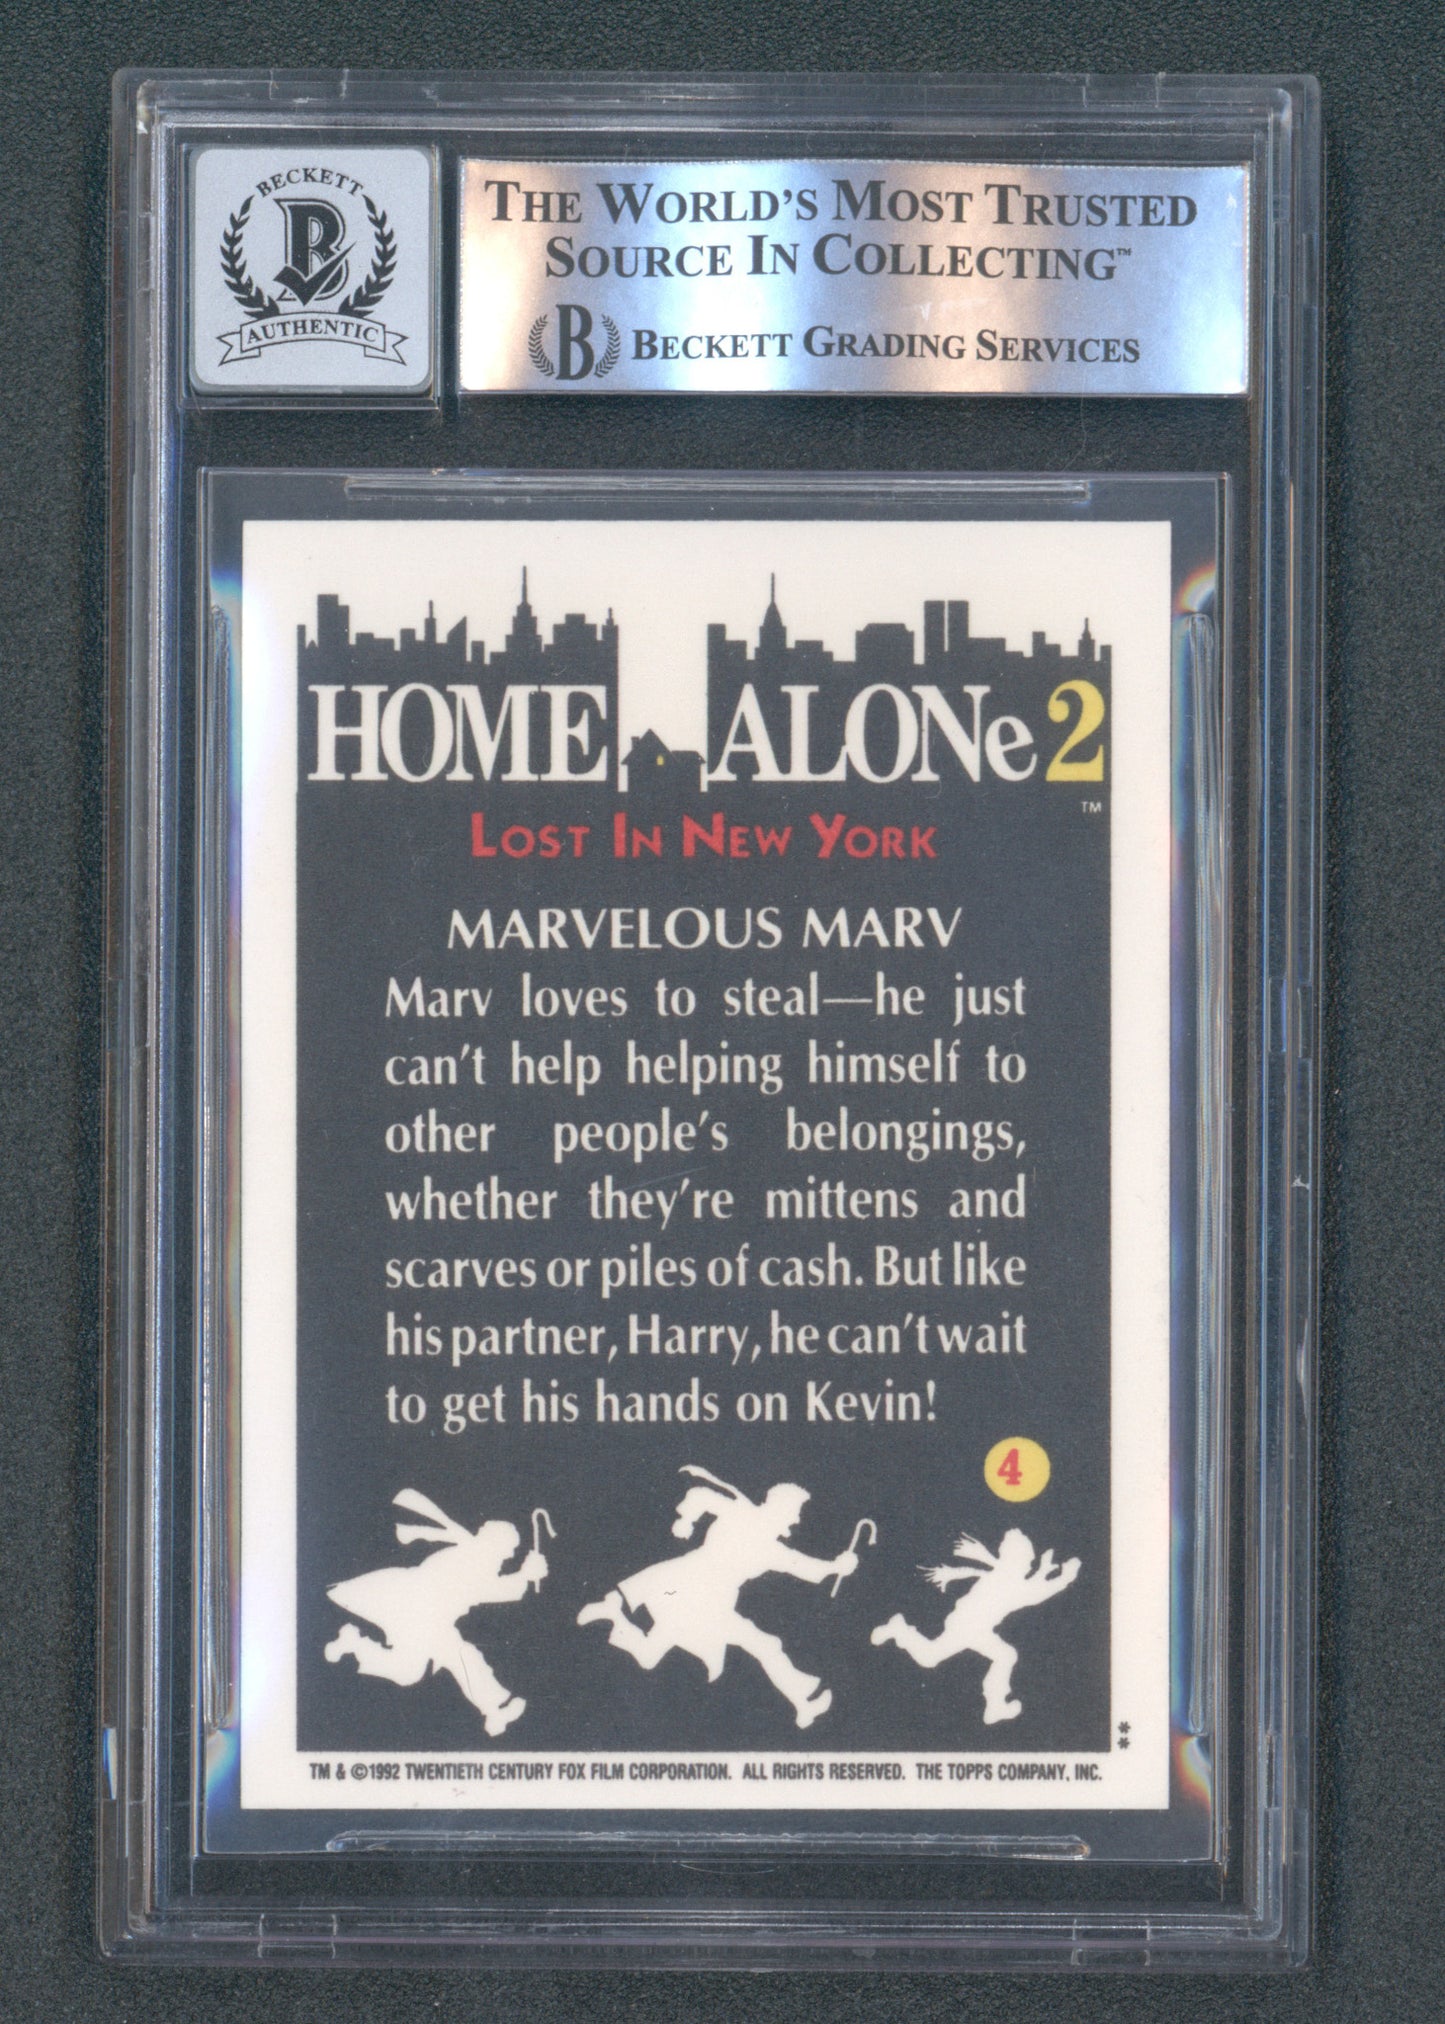 BECKETT
B
AUTHENTIC
THE WORLD'S MOST TRUSTED
SOURCE IN COLLECTING™
B BECKETT GRADING SERVICES
HOME ALONe 2
™
LOST IN NEW YORK
MARVELOUS MARV
Marv loves to steal—he just
can't help helping himself to
other people's belongings,
whether they're mittens and
scarves or piles of cash. But like
his partner, Harry, he can't wait
to get his hands on Kevin!
4
**
TM & ©1992 TWENTIETH CENTURY FOX FILM CORPORATION. ALL RIGHTS RESERVED. THE TOPPS COMPANY, INC.